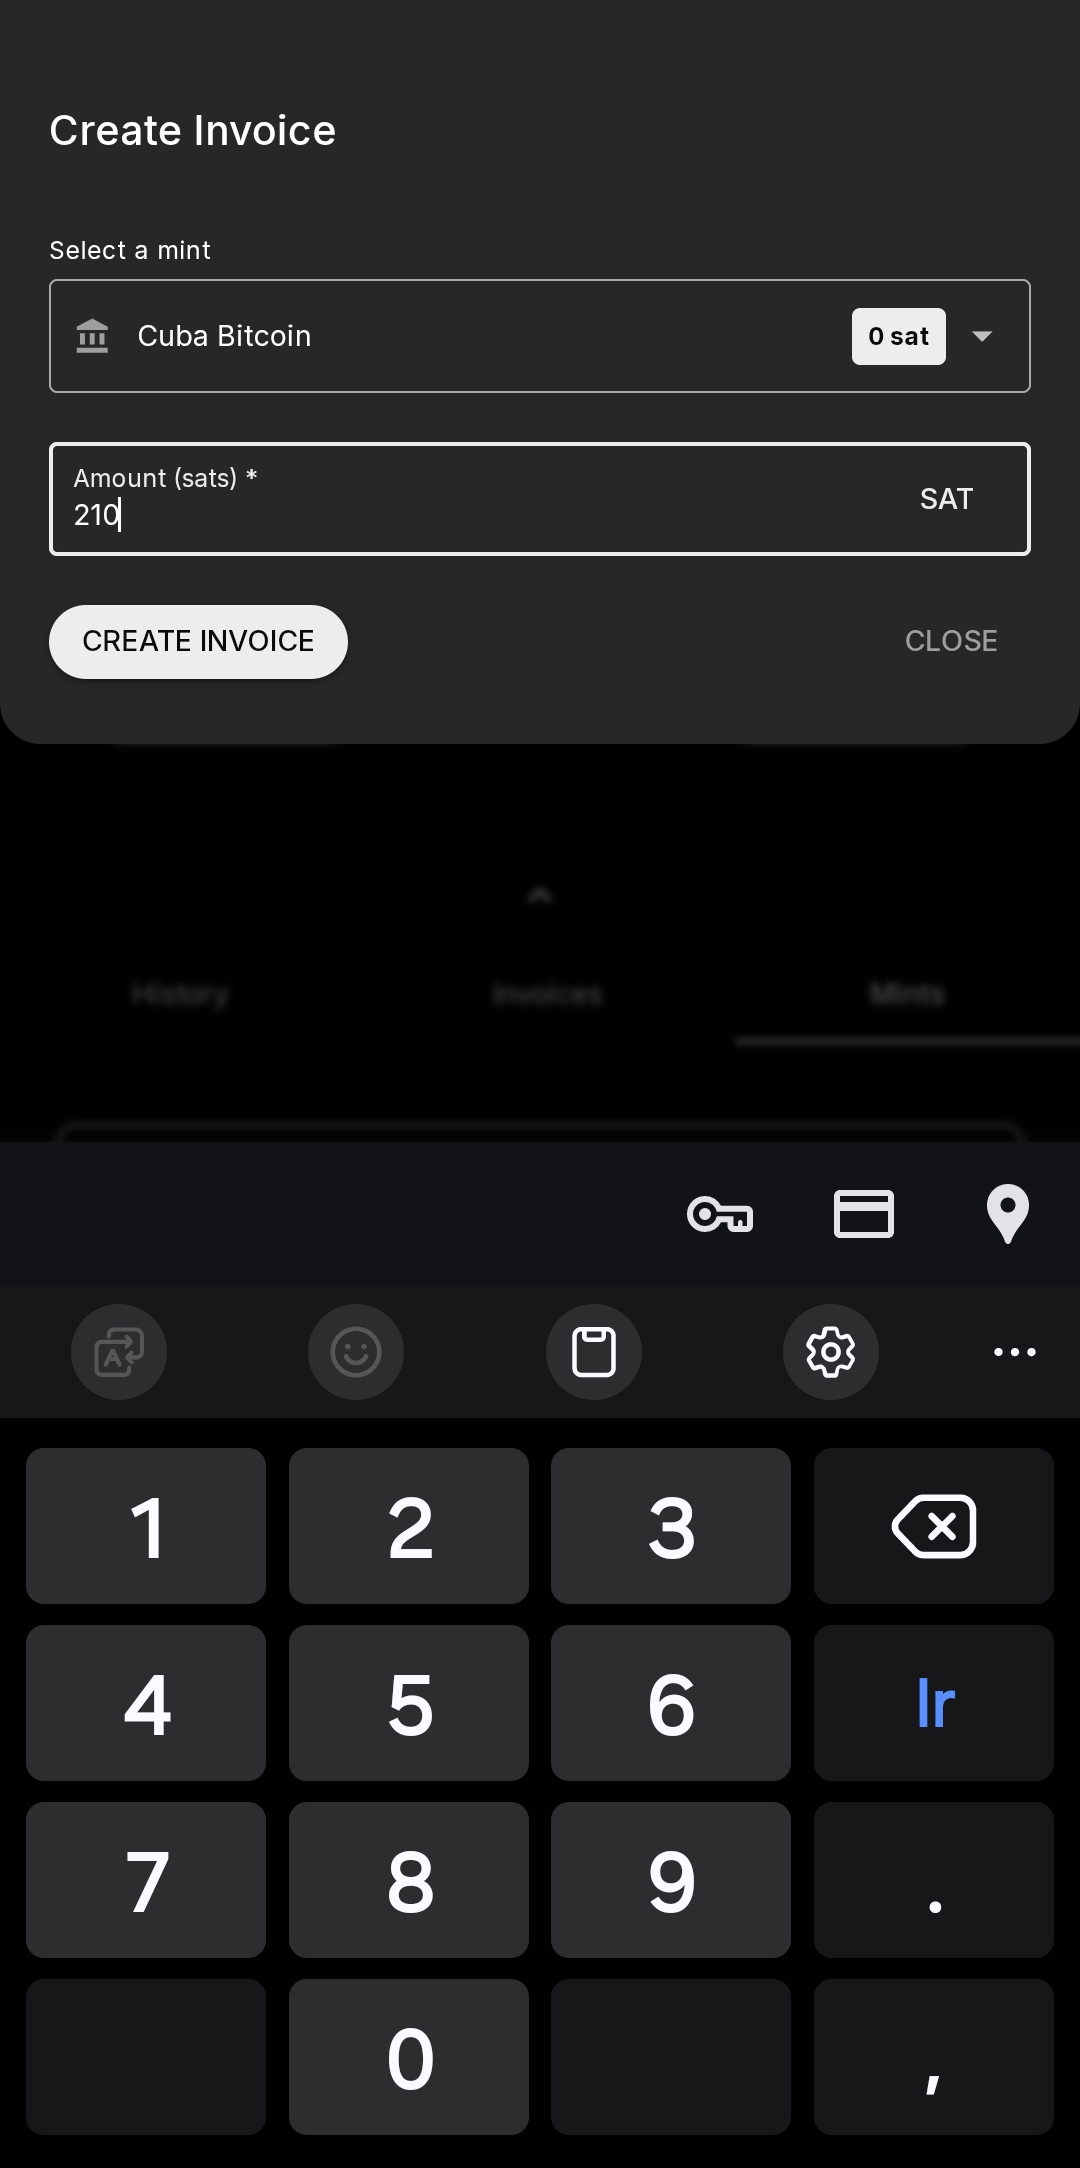 Create Invoice
Select a mint
Cuba Bitcoin
0 sat
Amount (sats) *
210
SAT
CREATE INVOICE
CLOSE
History
Invoices
Mints
1
2
3
4
5
6
Ir
7
8
9
.
0
,